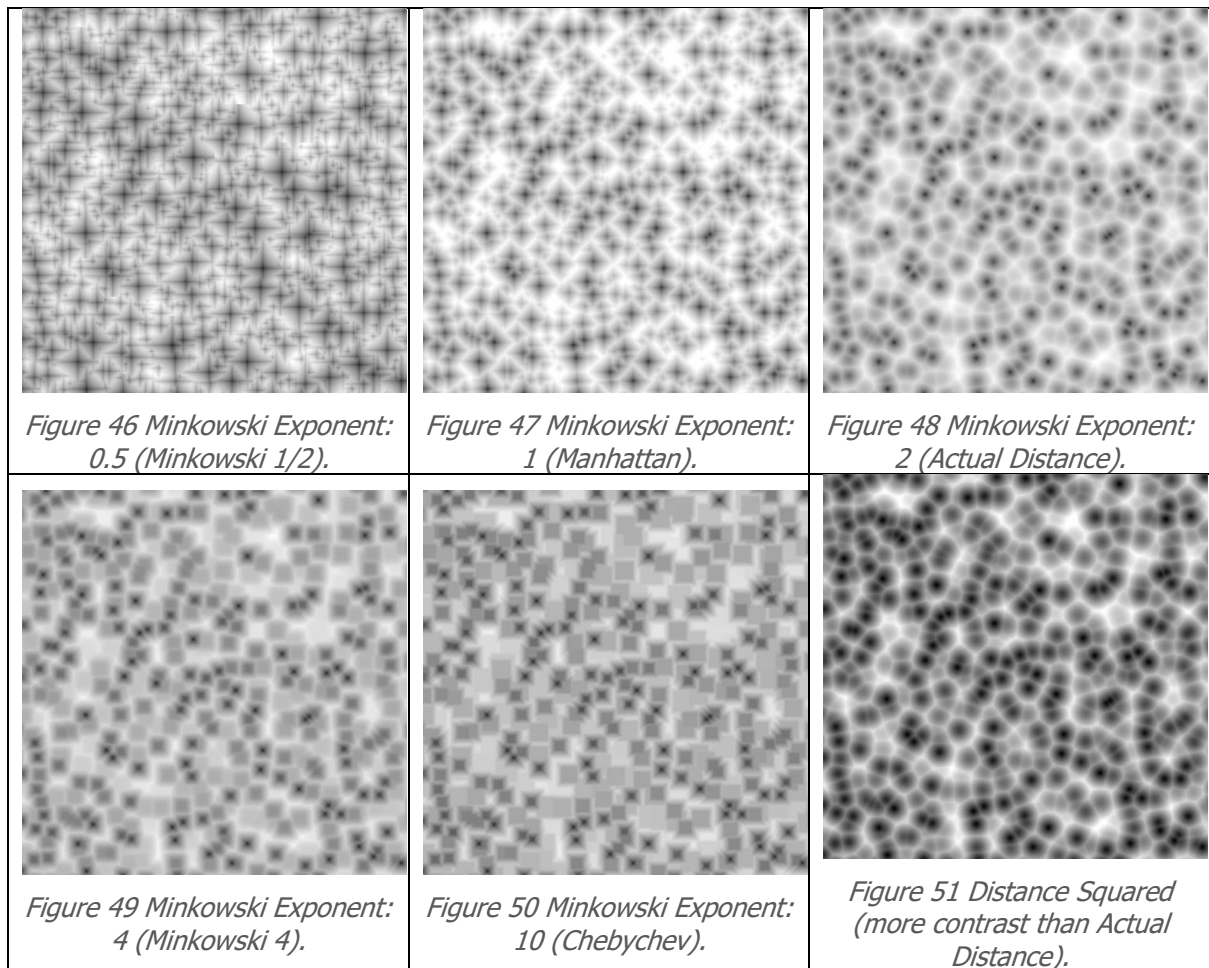 Figure 46 Minkowski Exponent:
0.5 (Minkowski 1/2).
Figure 47 Minkowski Exponent:
1 (Manhattan).
Figure 48 Minkowski Exponent:
2 (Actual Distance).
Figure 49 Minkowski Exponent:
4 (Minkowski 4).
Figure 50 Minkowski Exponent:
10 (Chebychev).
Figure 51 Distance Squared
(more contrast than Actual
Distance).